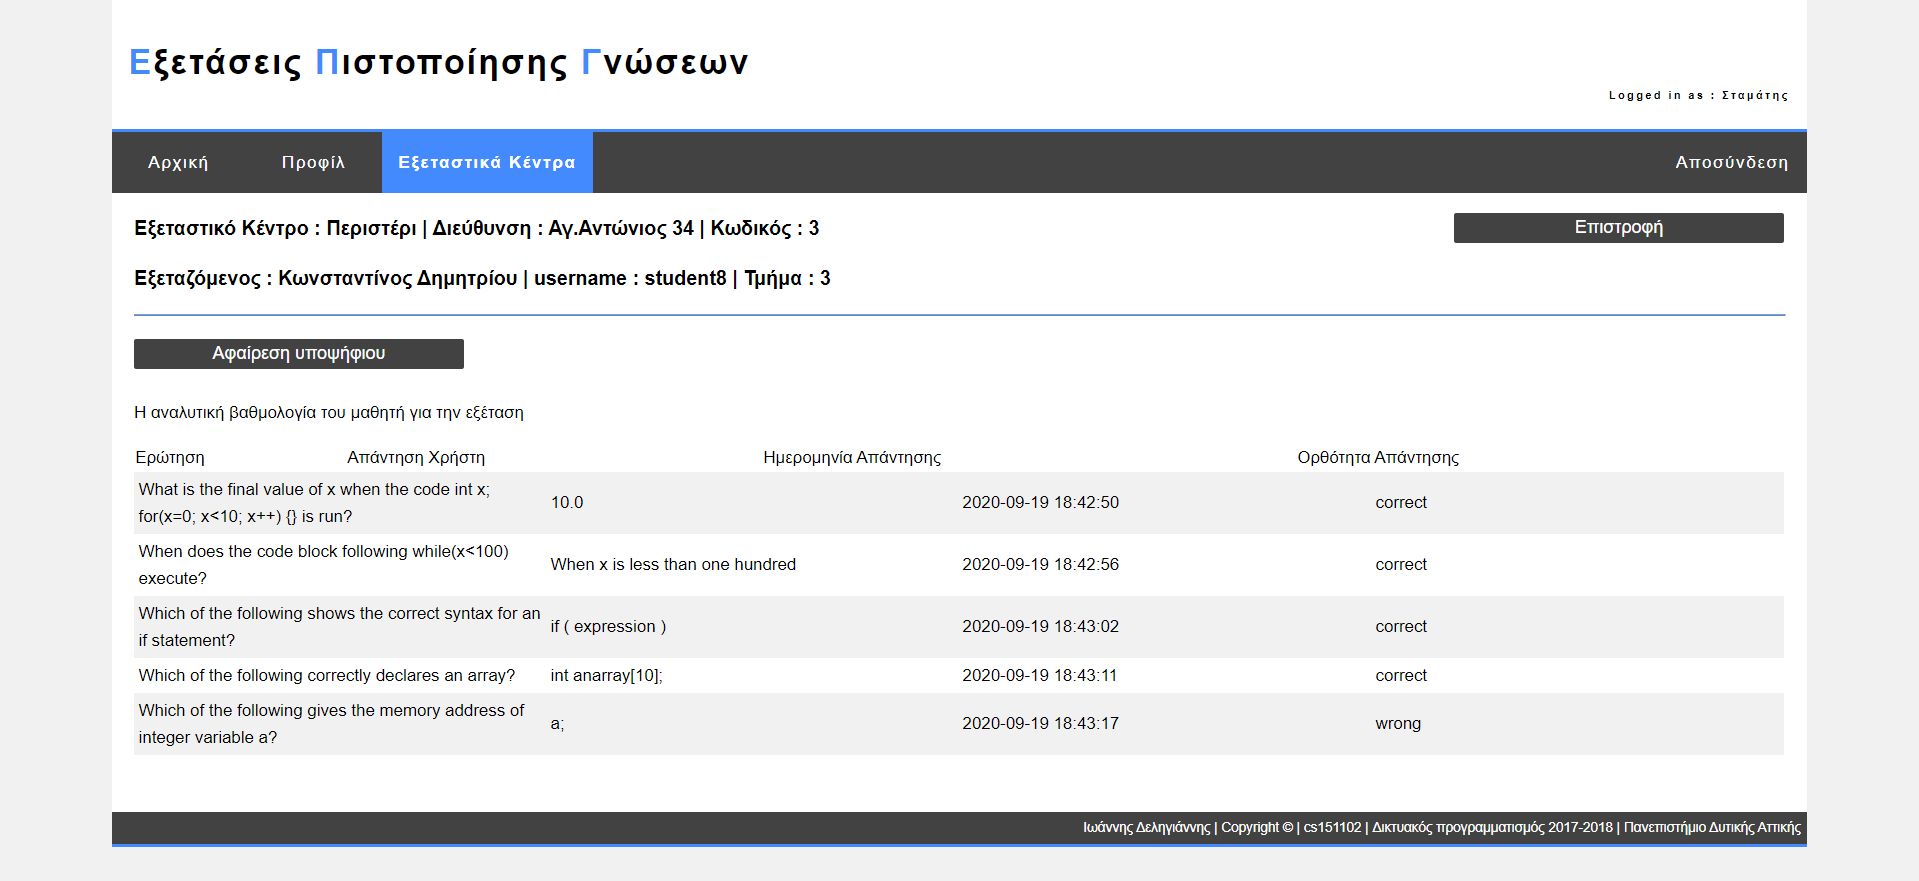 Εξετάσεις Πιστοποίησης Γνώσεων
Logged in as : Σταμάτης
Αρχική Προφίλ Εξεταστικά Κέντρα Αποσύνδεση
Εξεταστικό Κέντρο : Περιστέρι | Διεύθυνση : Αγ.Αντώνιος 34 | Κωδικός : 3
Επιστροφή
Εξεταζόμενος : Κωνσταντίνος Δημητρίου | username : student8 | Τμήμα : 3
Αφαίρεση υποψήφιου
Η αναλυτική βαθμολογία του μαθητή για την εξέταση
Ερώτηση Απάντηση Χρήστη Ημερομηνία Απάντησης Ορθότητα Απάντησης
What is the final value of x when the code int x;
for(x=0; x<10; x++) {} is run?
10.0 2020-09-19 18:42:50 correct
When does the code block following while(x<100)
execute?
When x is less than one hundred 2020-09-19 18:42:56 correct
Which of the following shows the correct syntax for an
if statement?
if ( expression ) 2020-09-19 18:43:02 correct
Which of the following correctly declares an array? int anarray[10]; 2020-09-19 18:43:11 correct
Which of the following gives the memory address of
integer variable a?
a; 2020-09-19 18:43:17 wrong
Ιωάννης Δεληγιάννης | Copyright © | cs151102 | Δικτυακός προγραμματισμός 2017-2018 | Πανεπιστήμιο Δυτικής Αττικής